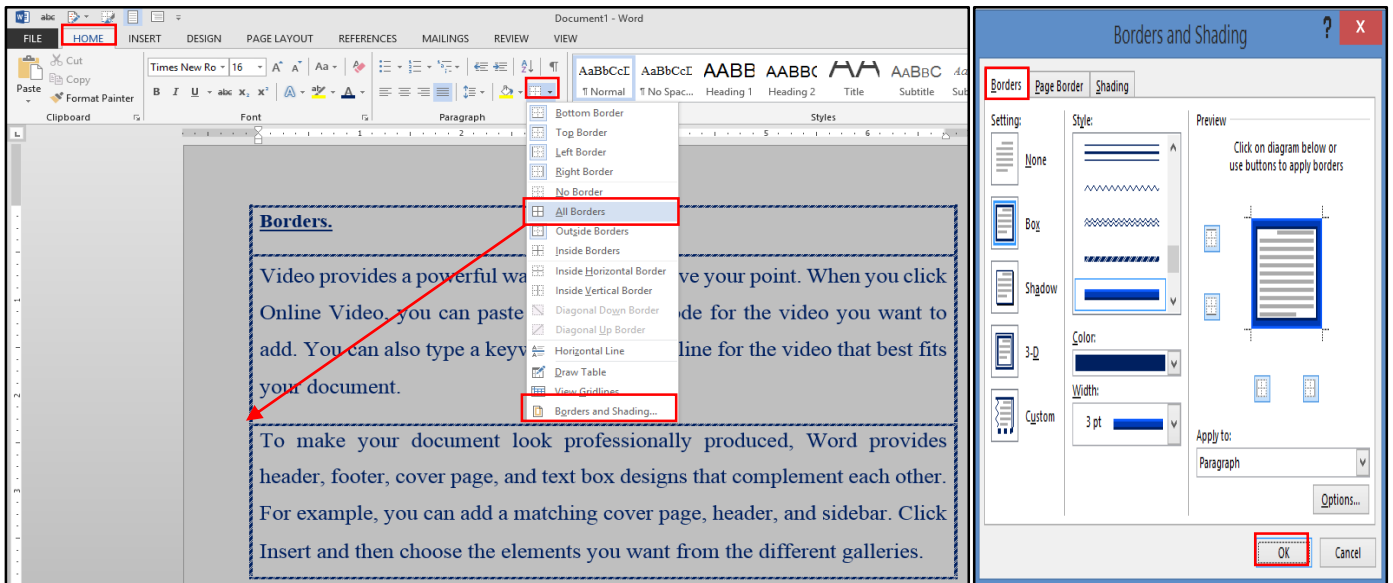 Document1 - Word
FILE HOME INSERT DESIGN PAGE LAYOUT REFERENCES MAILINGS REVIEW VIEW
Paste
Cut
Copy
Format Painter
Clipboard
Times New Ro 16 A A Aa
B I U abc x₂ x² A aby A
Font
Paragraph
AaBbCcI AaBbCcI AABB AABBC AA AABBC
¶ Normal ¶ No Spac... Heading 1 Heading 2 Title Subtitle Sub
Styles
Bottom Border
Top Border
Left Border
Right Border
No Border
All Borders
Outside Borders
Inside Borders
Inside Horizontal Border
Inside Vertical Border
Diagonal Down Border
Diagonal Up Border
Horizontal Line
Draw Table
View Gridlines
Borders and Shading...
Borders.
Video provides a powerful wa ve your point. When you click
Online Video, you can paste de for the video you want to
add. You can also type a keyw line for the video that best fits
your document.
To make your document look professionally produced, Word provides
header, footer, cover page, and text box designs that complement each other.
For example, you can add a matching cover page, header, and sidebar. Click
Insert and then choose the elements you want from the different galleries.
Borders and Shading ? X
Borders Page Border Shading
Setting:
None
Box
Shadow
3-D
Custom
Style:
Color:
Width:
3 pt
Preview
Click on diagram below or
use buttons to apply borders
Apply to:
Paragraph
Options...
OK Cancel